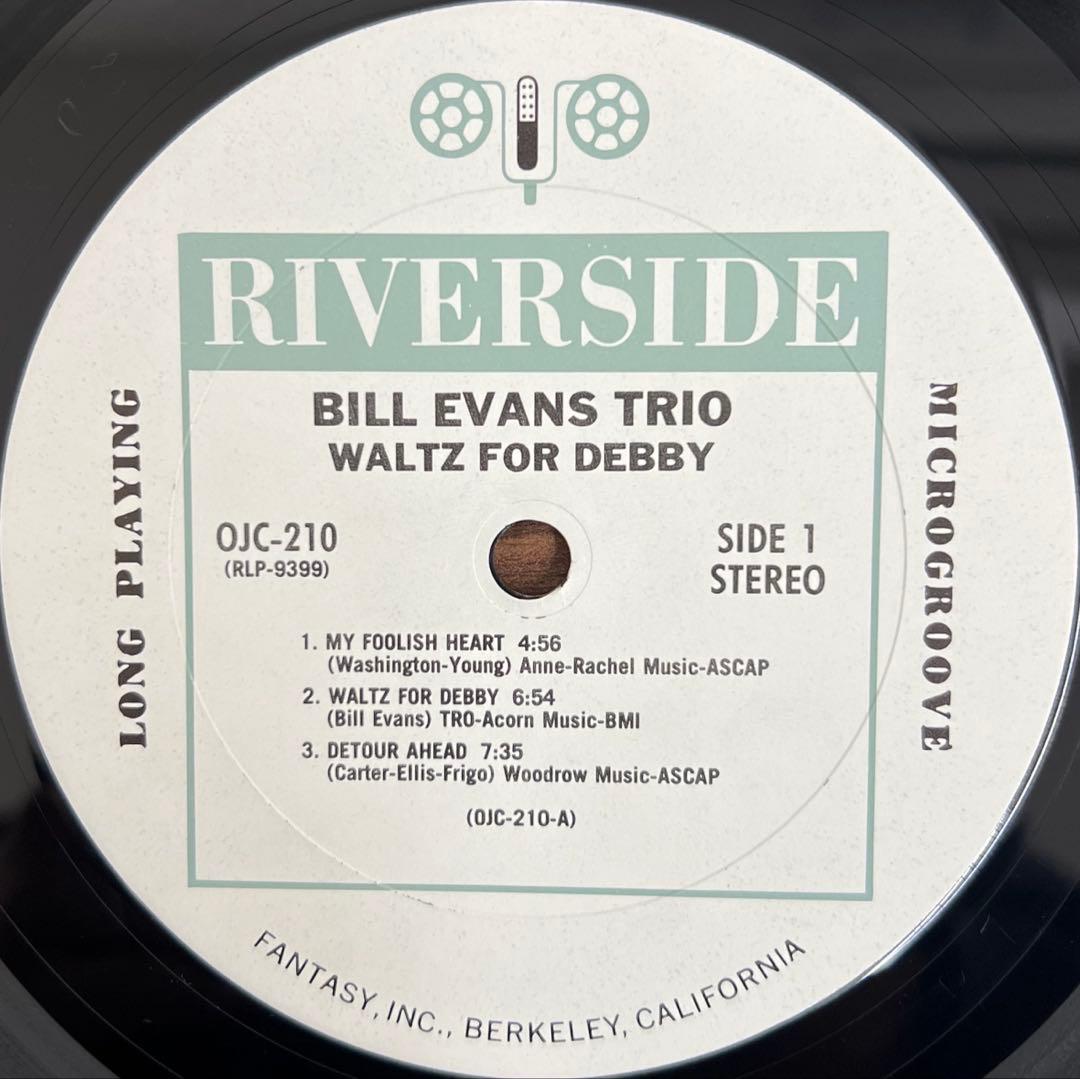 RIVERSIDE
BILL EVANS TRIO
WALTZ FOR DEBBY
LONG PLAYING
MICROGROOVE
OJC-210
(RLP-9399)
SIDE 1
STEREO
1. MY FOOLISH HEART 4:56
(Washington-Young) Anne-Rachel Music-ASCAP
2. WALTZ FOR DEBBY 6:54
(Bill Evans) TRO-Acorn Music-BMI
3. DETOUR AHEAD 7:35
(Carter-Ellis-Frigo) Woodrow Music-ASCAP
(OJC-210-A)
FANTASY, INC., BERKELEY, CALIFORNIA